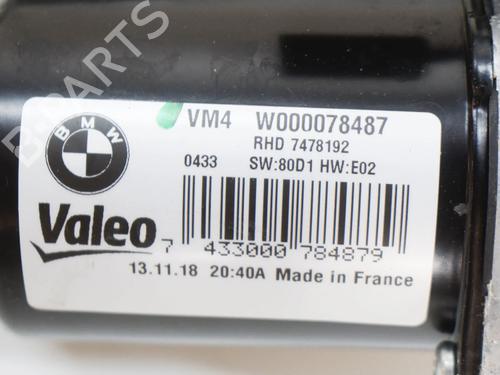 B-PARTS
BMW
VM4 W000078487
RHD 7478192
0433 SW:80D1 HW:E02
Valeo
7 433000 784879
13.11.18 20:40A Made in France